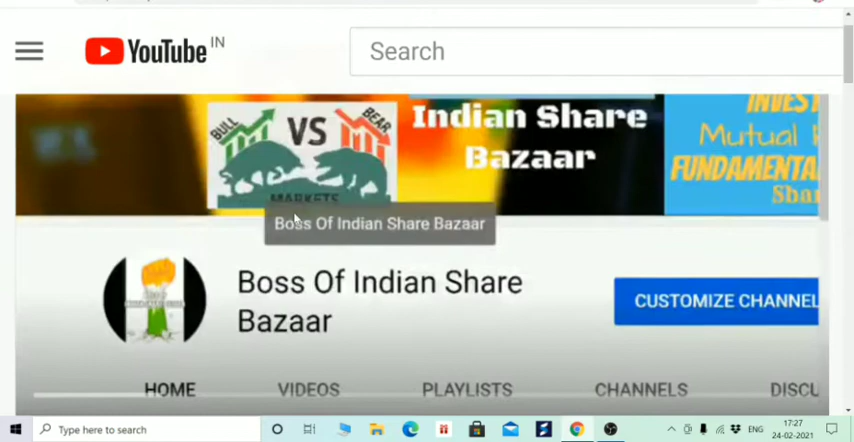 YouTube IN
Search
BULL VS BEAR
MARKETS
Indian Share
Bazaar
Mutual
FUNDAMENTA
Boss Of Indian Share Bazaar
Boss Of Indian Share
Bazaar
CUSTOMIZE CHANNEL
HOME VIDEOS PLAYLISTS CHANNELS DISCU
Type here to search
ENG
17:27
24-02-2021